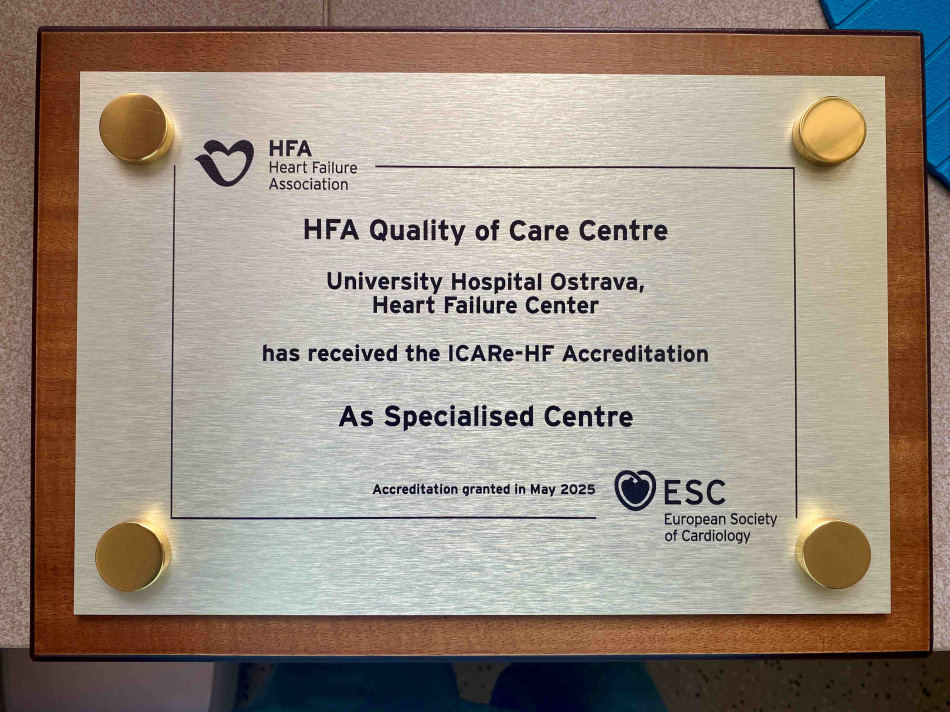 HFA
Heart Failure
Association
HFA Quality of Care Centre
University Hospital Ostrava,
Heart Failure Center
has received the ICARe-HF Accreditation
As Specialised Centre
Accreditation granted in May 2025
ESC
European Society
of Cardiology